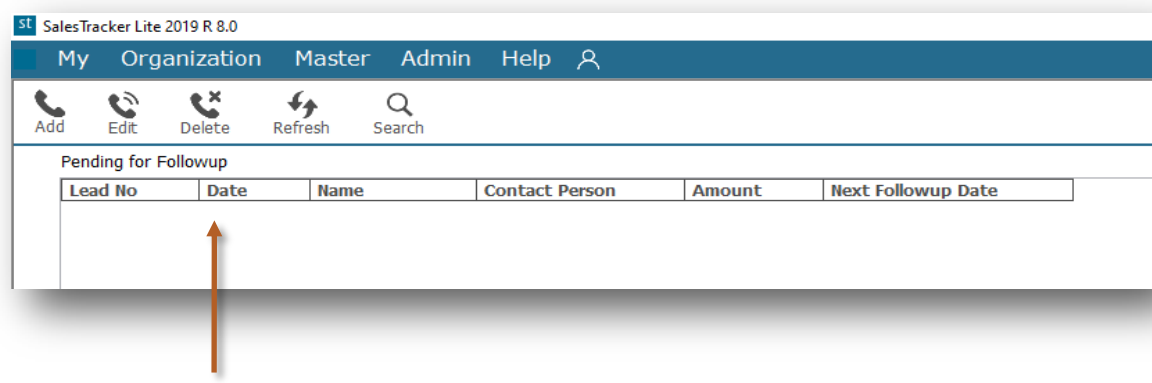 st SalesTracker Lite 2019 R 8.0
My Organization Master Admin Help
Add Edit Delete Refresh Search
Pending for Followup
Lead No Date Name Contact Person Amount Next Followup Date